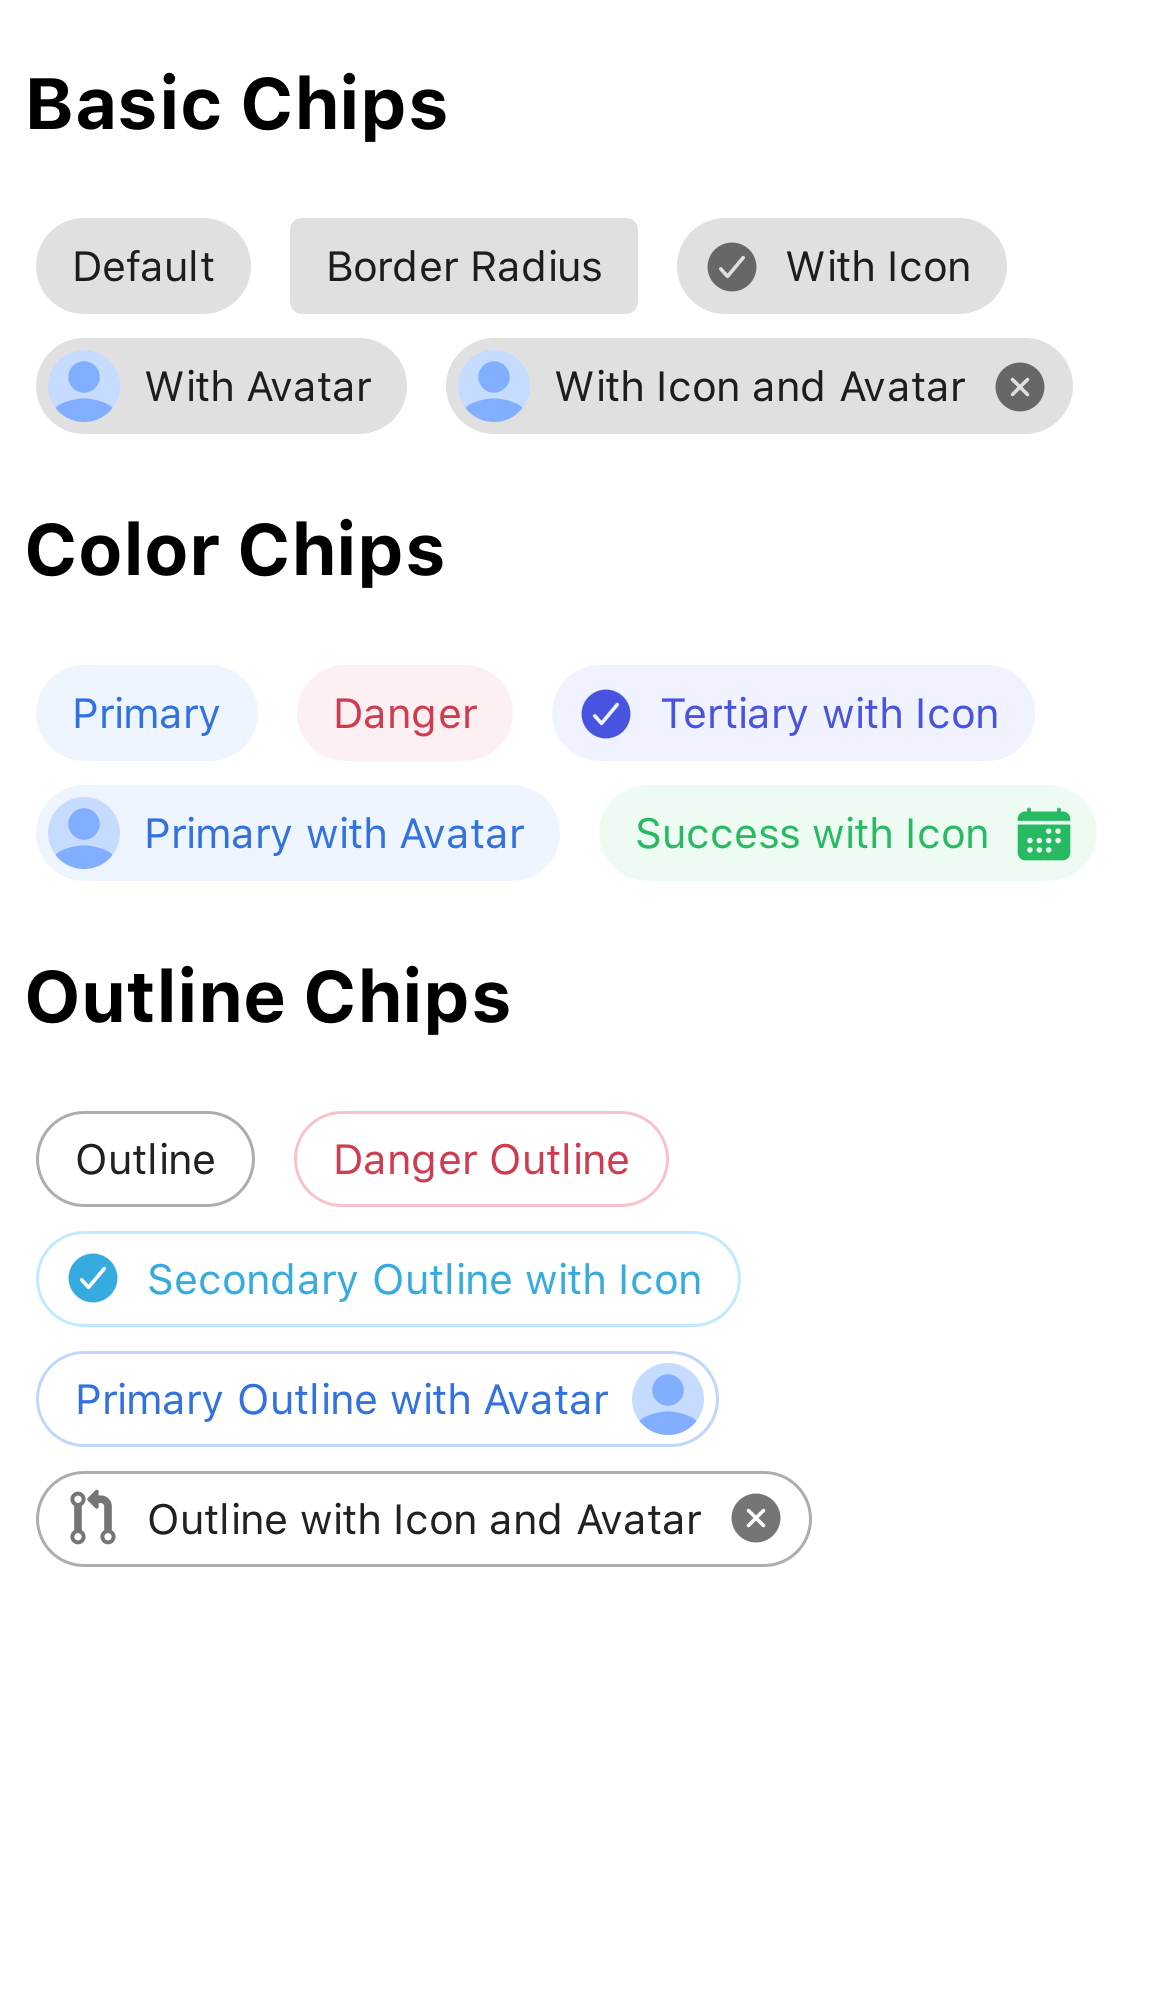 Basic Chips
Default Border Radius With Icon
With Avatar With Icon and Avatar
Color Chips
Primary Danger Tertiary with Icon
Primary with Avatar Success with Icon
Outline Chips
Outline Danger Outline
Secondary Outline with Icon
Primary Outline with Avatar
Outline with Icon and Avatar